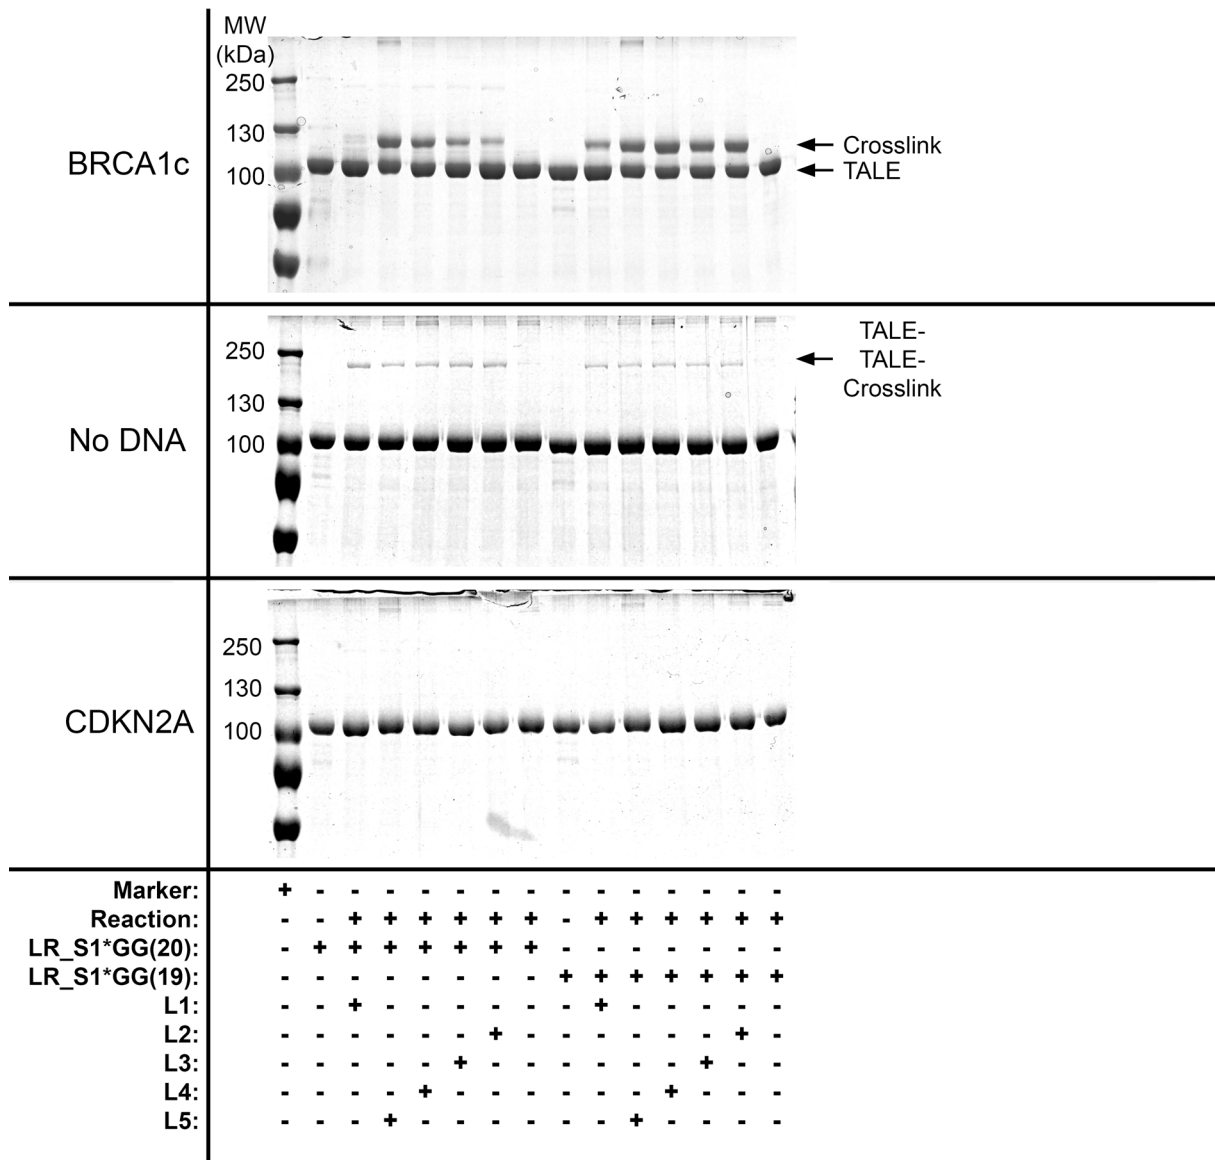 MW
(kDa)
250
130
100
BRCA1c
Crosslink
TALE
250
130
100
No DNA
TALE-
TALE-
Crosslink
250
130
100
CDKN2A
Marker: + - - - - - - - - - - - - - -
Reaction: - - + + + + + + - + + + + + +
LR_S1*GG(20): - + + + + + + + - - - - - - -
LR_S1*GG(19): - - - - - - - - + + + + + + +
L1: - - + - - - - - - + - - - - -
L2: - - - - - - + - - - - - - + -
L3: - - - - - + - - - - - - + - -
L4: - - - - + - - - - - - + - - -
L5: - - - + - - - - - - + - - - -